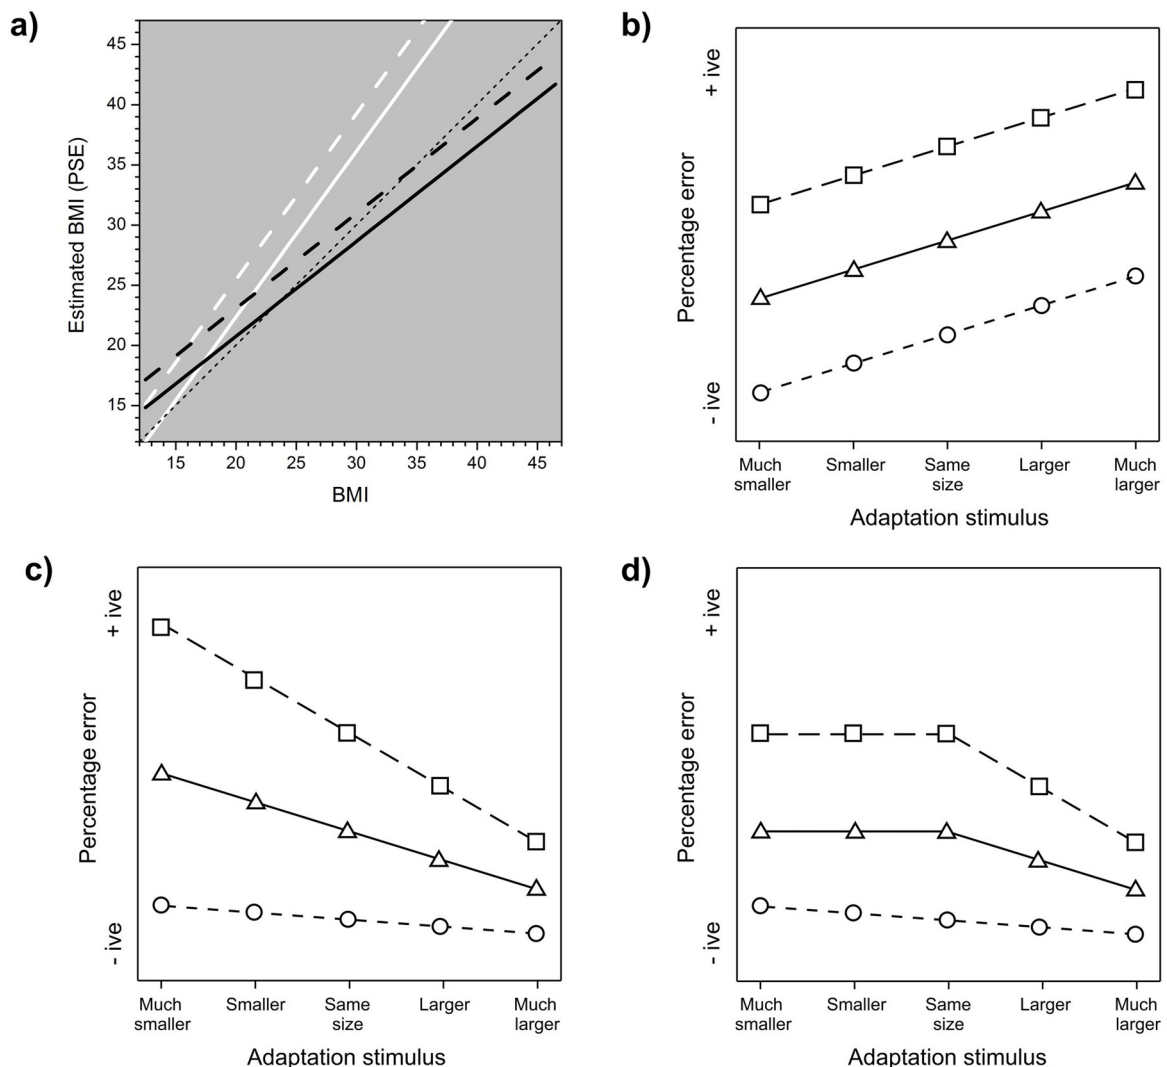 a)
Estimated BMI (PSE)
45
40
35
30
25
20
15
15 20 25 30 35 40 45
BMI
b)
Percentage error
+ ive
- ive
Much smaller
Smaller
Same size
Larger
Much larger
Adaptation stimulus
c)
Percentage error
+ ive
- ive
Much smaller
Smaller
Same size
Larger
Much larger
Adaptation stimulus
d)
Percentage error
+ ive
- ive
Much smaller
Smaller
Same size
Larger
Much larger
Adaptation stimulus